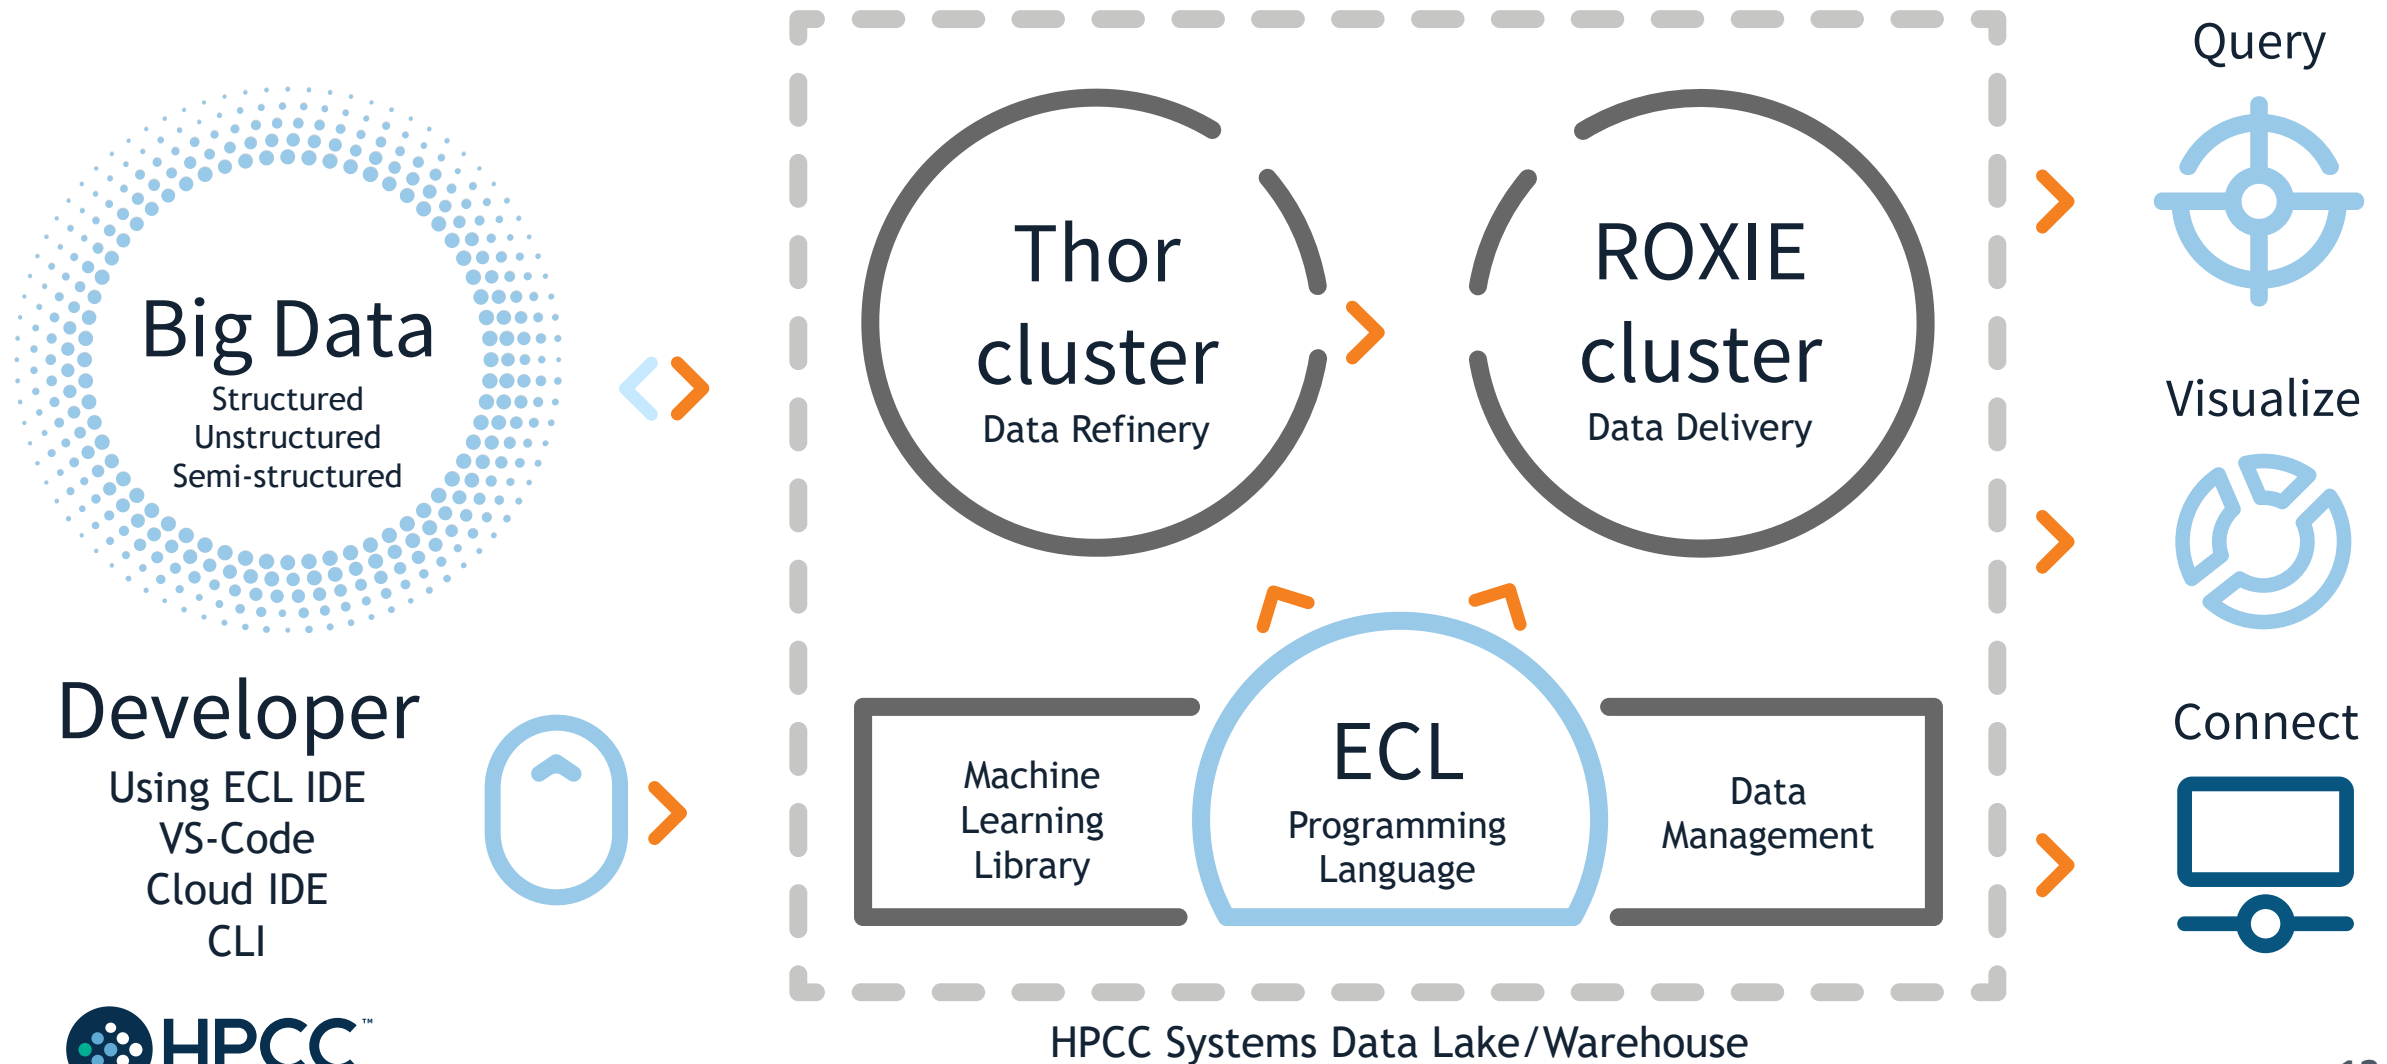 Big Data
Structured
Unstructured
Semi-structured
Developer
Using ECL IDE
VS-Code
Cloud IDE
CLI
HPCC™
Thor
cluster
Data Refinery
ROXIE
cluster
Data Delivery
Machine
Learning
Library
ECL
Programming
Language
Data
Management
HPCC Systems Data Lake/Warehouse
Query
Visualize
Connect